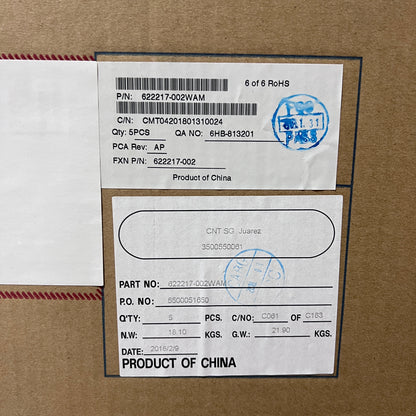 6 of 6 RoHS
P/N: 622217-002WAM
C/N: CMT04201801310024
Qty: 5PCS QA NO: 6HB-813201
PCA Rev: AP
FXN P/N: 622217-002
Product of China
PASS
CNT SG Juarez
3500550061
PART NO: 622217-002WAM
P.O. NO: 5500051650
Q'TY: 5 PCS. C/NO: C061 OF C163
N.W: 18.10 KGS. G.W.: 21.90 KGS.
DATE: 2018/2/9
PRODUCT OF CHINA